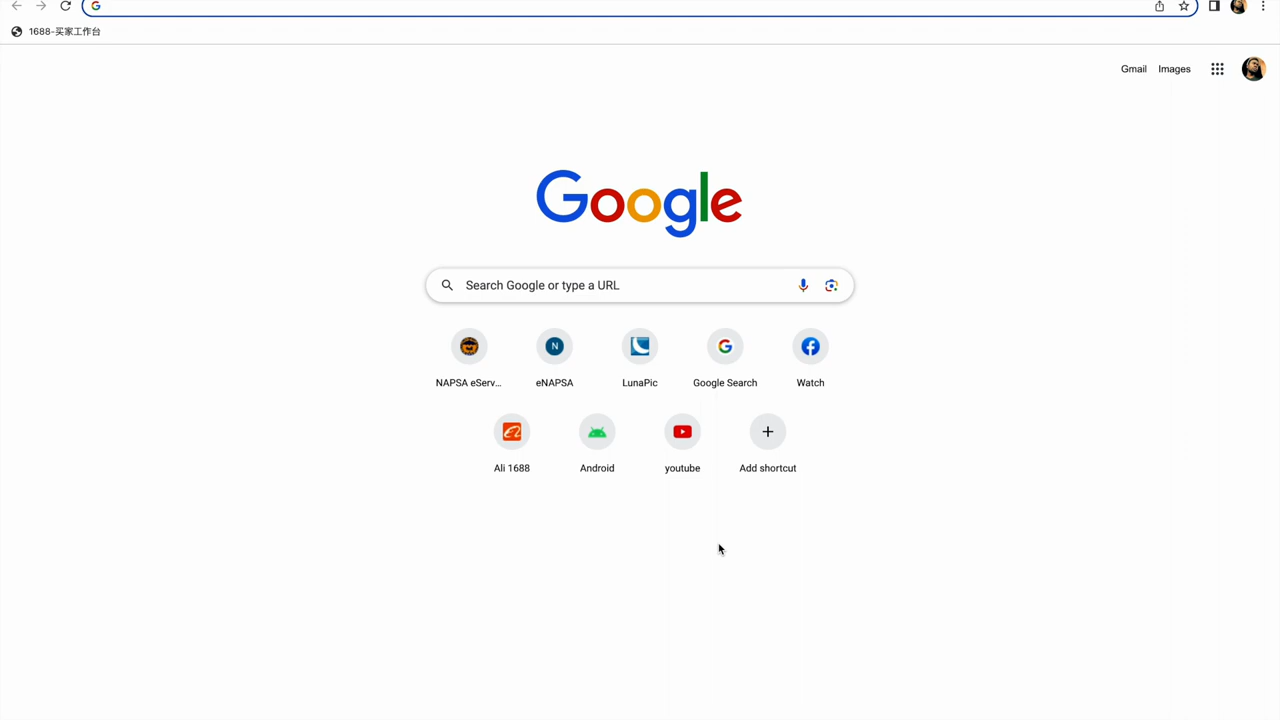 1688-买家工作台
Gmail Images
Google
Search Google or type a URL
NAPSA eServ... eNAPSA LunaPic Google Search Watch
Ali 1688 Android youtube Add shortcut